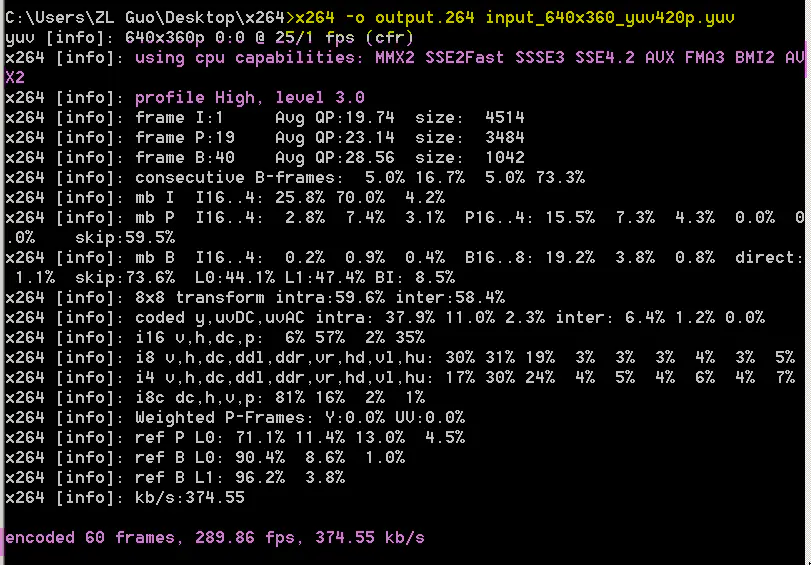 C:\Users\ZL Guo\Desktop\x264>x264 -o output.264 input_640x360_yuv420p.yuv
yuv [info]: 640x360p 0:0 @ 25/1 fps (cfr)
x264 [info]: using cpu capabilities: MMX2 SSE2Fast SSSE3 SSE4.2 AVX FMA3 BMI2 AV
X2
x264 [info]: profile High, level 3.0
x264 [info]: frame I:1     Avg QP:19.74  size:  4514
x264 [info]: frame P:19    Avg QP:23.14  size:  3484
x264 [info]: frame B:40    Avg QP:28.56  size:  1042
x264 [info]: consecutive B-frames:  5.0% 16.7%  5.0% 73.3%
x264 [info]: mb I  I16..4: 25.8% 70.0%  4.2%
x264 [info]: mb P  I16..4:  2.8%  7.4%  3.1%  P16..4: 15.5%  7.3%  4.3%  0.0%  0
.0%    skip:59.5%
x264 [info]: mb B  I16..4:  0.2%  0.9%  0.4%  B16..8: 19.2%  3.8%  0.8%  direct:
 1.1%  skip:73.6%  L0:44.1% L1:47.4% BI: 8.5%
x264 [info]: 8x8 transform intra:59.6% inter:58.4%
x264 [info]: coded y,uvDC,uvAC intra: 37.9% 11.0% 2.3% inter: 6.4% 1.2% 0.0%
x264 [info]: i16 v,h,dc,p:  6% 57%  2% 35%
x264 [info]: i8 v,h,dc,ddl,ddr,vr,hd,vl,hu: 30% 31% 19%  3%  3%  3%  4%  3%  5%
x264 [info]: i4 v,h,dc,ddl,ddr,vr,hd,vl,hu: 17% 30% 24%  4%  5%  4%  6%  4%  7%
x264 [info]: i8c dc,h,v,p: 81% 16%  2%  1%
x264 [info]: Weighted P-Frames: Y:0.0% UV:0.0%
x264 [info]: ref P L0: 71.1% 11.4% 13.0%  4.5%
x264 [info]: ref B L0: 90.4%  8.6%  1.0%
x264 [info]: ref B L1: 96.2%  3.8%
x264 [info]: kb/s:374.55
encoded 60 frames, 289.86 fps, 374.55 kb/s